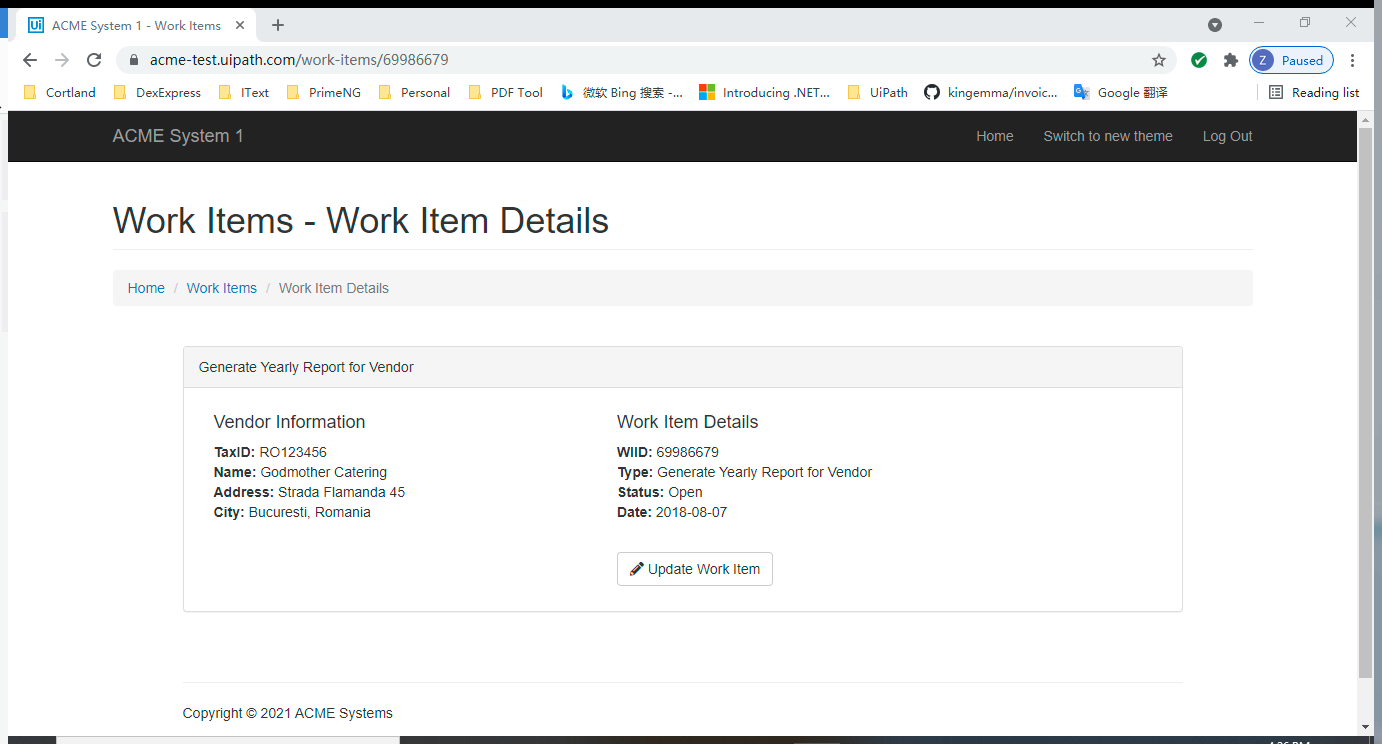 Ui ACME System 1 - Work Items
acme-test.uipath.com/work-items/69986679
Z Paused
Cortland DexExpress IText PrimeNG Personal PDF Tool 微软 Bing 搜索 -... Introducing .NET... UiPath kingemma/invoic... Google 翻译 Reading list
ACME System 1 Home Switch to new theme Log Out
Work Items - Work Item Details
Home / Work Items / Work Item Details
Generate Yearly Report for Vendor
Vendor Information
TaxID: RO123456
Name: Godmother Catering
Address: Strada Flamanda 45
City: Bucuresti, Romania
Work Item Details
WIID: 69986679
Type: Generate Yearly Report for Vendor
Status: Open
Date: 2018-08-07
Update Work Item
Copyright © 2021 ACME Systems